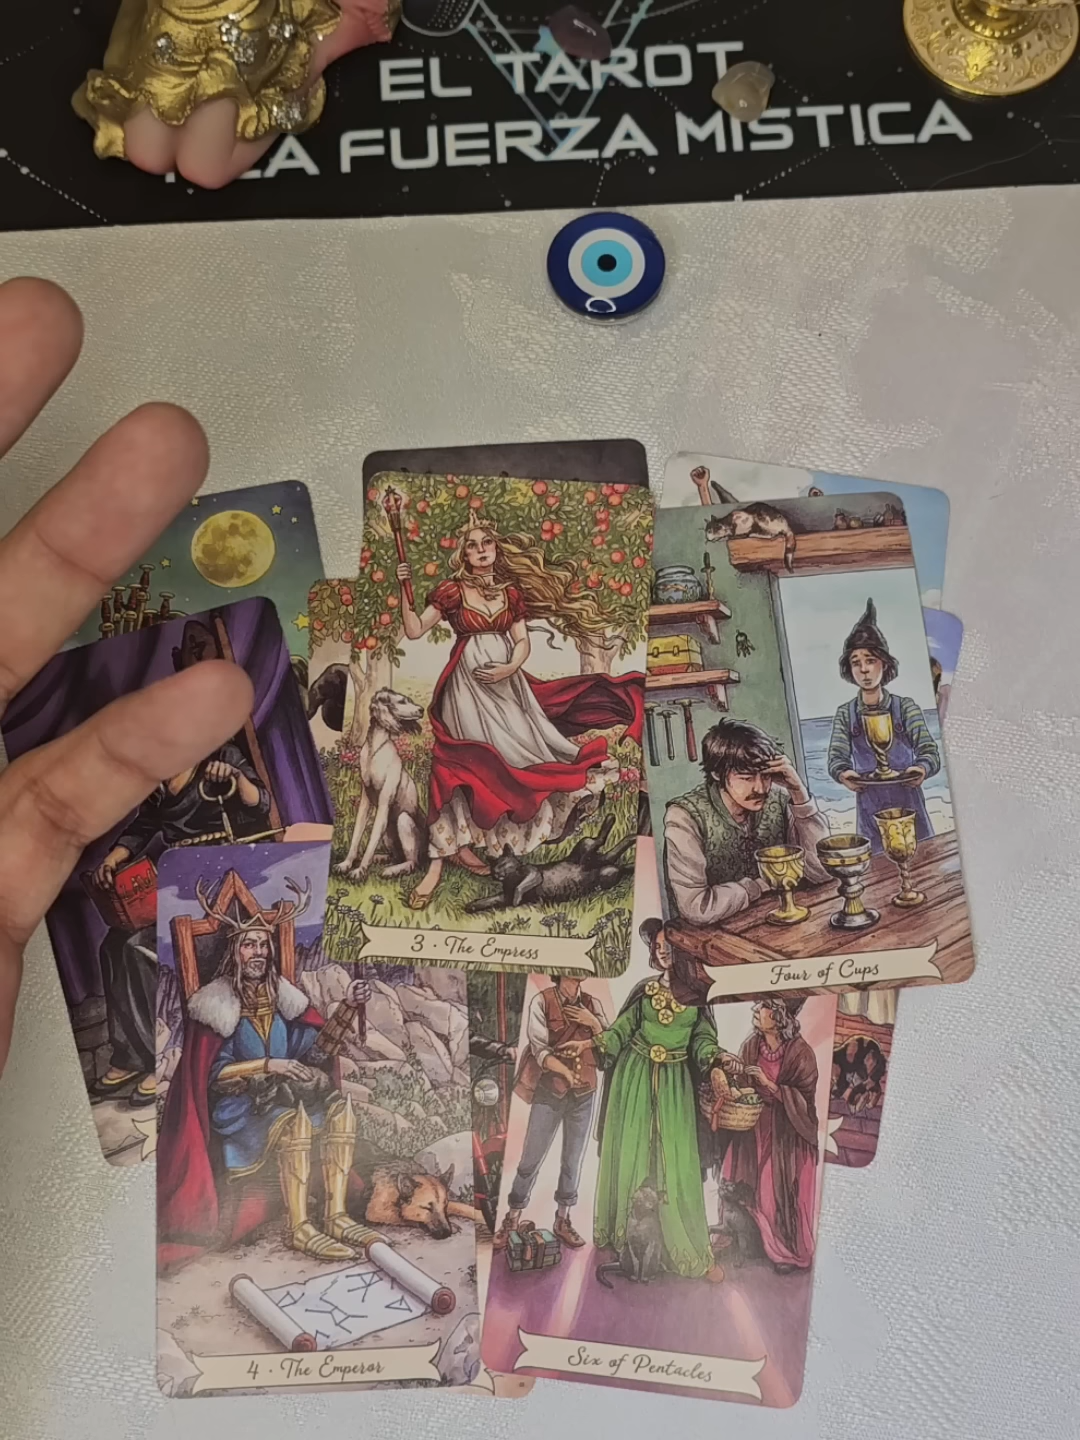 EL TAROT
LA FUERZA MISTICA
3 · The Empress
Four of Cups
4 · The Emperor
Six of Pentacles